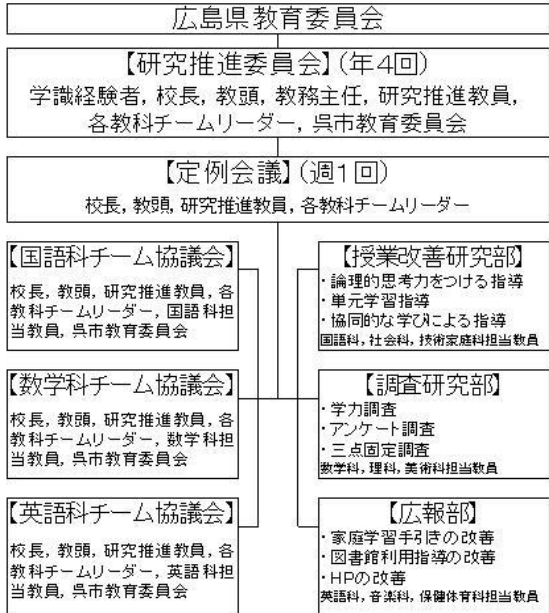 広島県教育委員会
【研究推進委員会】(年4回)
学識経験者，校長，教頭，教務主任，研究推進教員，
各教科チームリーダー，呉市教育委員会
【定例会議】(週1回)
校長，教頭，研究推進教員，各教科チームリーダー
【国語科チーム協議会】
校長，教頭，研究推進教員，各
教科チームリーダー，国語科担
当教員，呉市教育委員会
【数学科チーム協議会】
校長，教頭，研究推進教員，各
教科チームリーダー，数学科担
当教員，呉市教育委員会
【英語科チーム協議会】
校長，教頭，研究推進教員，各
教科チームリーダー，英語科担
当教員，呉市教育委員会
【授業改善研究部】
・論理的思考力をつける指導
・単元学習指導
・協同的な学びによる指導
国語科，社会科，技術家庭科担当教員
【調査研究部】
・学力調査
・アンケート調査
・三点固定調査
数学科，理科，美術科担当教員
【広報部】
・家庭学習手引きの改善
・図書館利用指導の改善
・HPの改善
英語科，音楽科，保健体育科担当教員